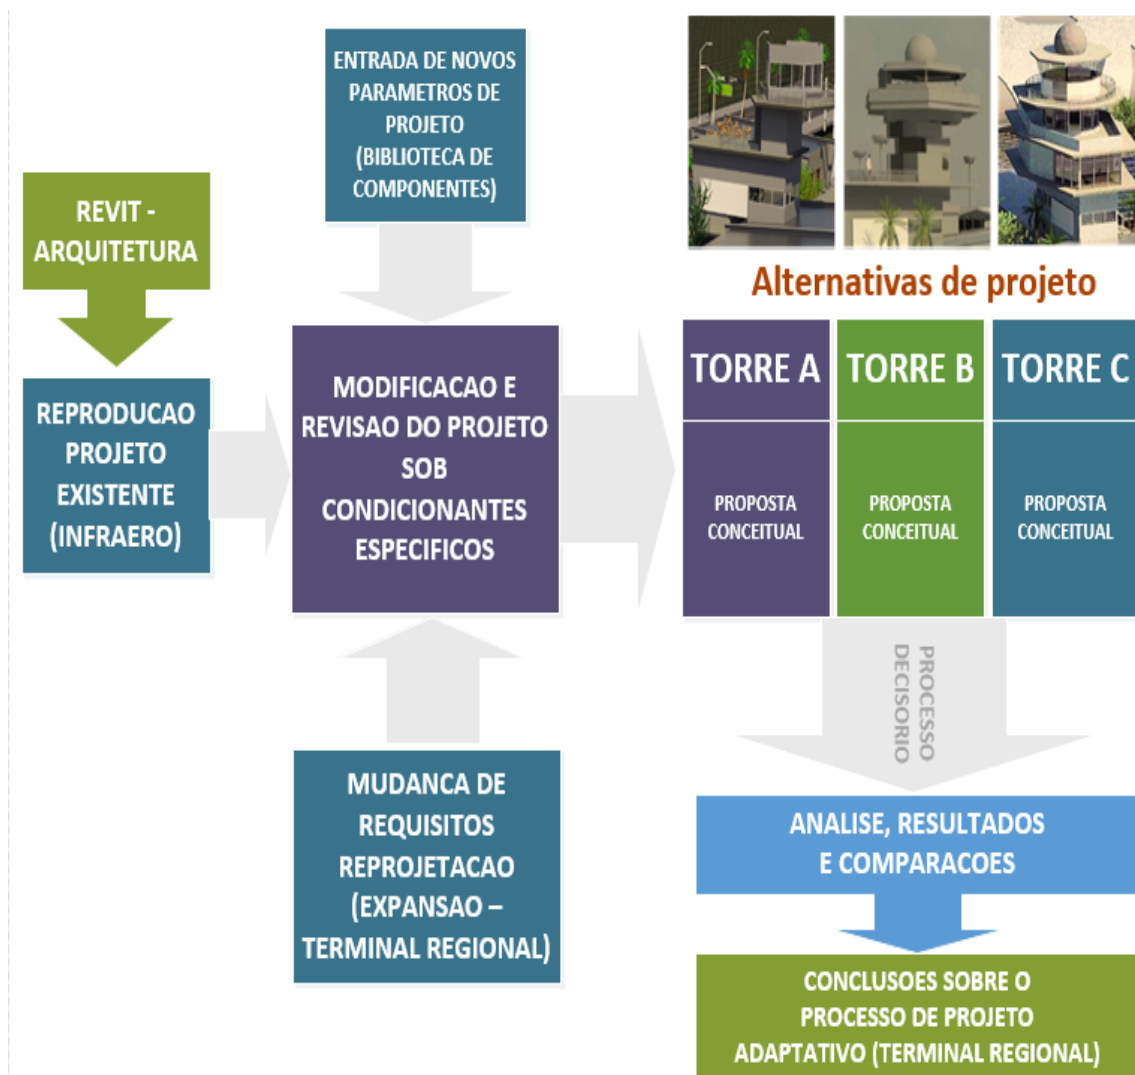 REVIT -
ARQUITETURA
REPRODUCAO
PROJETO
EXISTENTE
(INFRAERO)
ENTRADA DE NOVOS
PARAMETROS DE
PROJETO
(BIBLIOTECA DE
COMPONENTES)
MODIFICACAO E
REVISAO DO PROJETO
SOB
CONDICIONANTES
ESPECIFICOS
MUDANCA DE
REQUISITOS
REPROJETACAO
(EXPANSAO –
TERMINAL REGIONAL)
Alternativas de projeto
TORRE A
PROPOSTA
CONCEITUAL
TORRE B
PROPOSTA
CONCEITUAL
TORRE C
PROPOSTA
CONCEITUAL
PROCESSO
DECISORIO
ANALISE, RESULTADOS
E COMPARACOES
CONCLUSOES SOBRE O
PROCESSO DE PROJETO
ADAPTATIVO (TERMINAL REGIONAL)